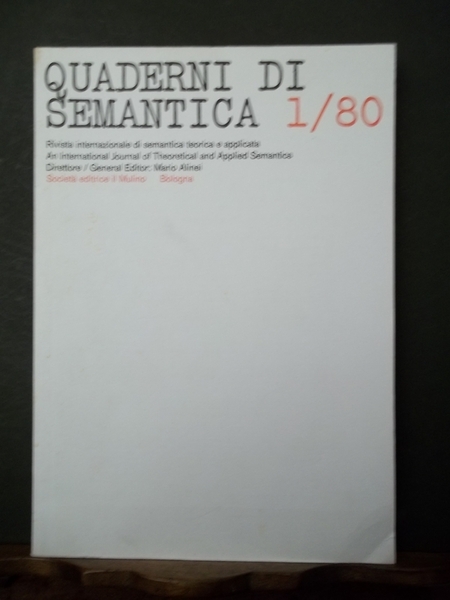 QUADERNI DI
SEMANTICA 1/80
Rivista internazionale di semantica teorica e applicata
An International Journal of Theoretical and Applied Semantics
Direttore / General Editor: Mario Alinei
Società editrice il Mulino Bologna